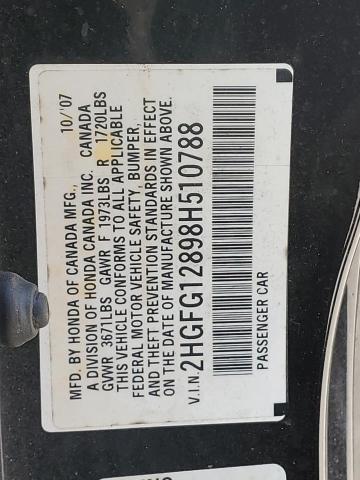 MFD. BY HONDA OF CANADA MFG., 10/07
A DIVISION OF HONDA CANADA INC. CANADA
GVWR 3671LBS GAWR F 1973LBS R 1720LBS
THIS VEHICLE CONFORMS TO ALL APPLICABLE
FEDERAL MOTOR VEHICLE SAFETY, BUMPER,
AND THEFT PREVENTION STANDARDS IN EFFECT
ON THE DATE OF MANUFACTURE SHOWN ABOVE.
V.I.N. 2HGFG12898H510788
PASSENGER CAR